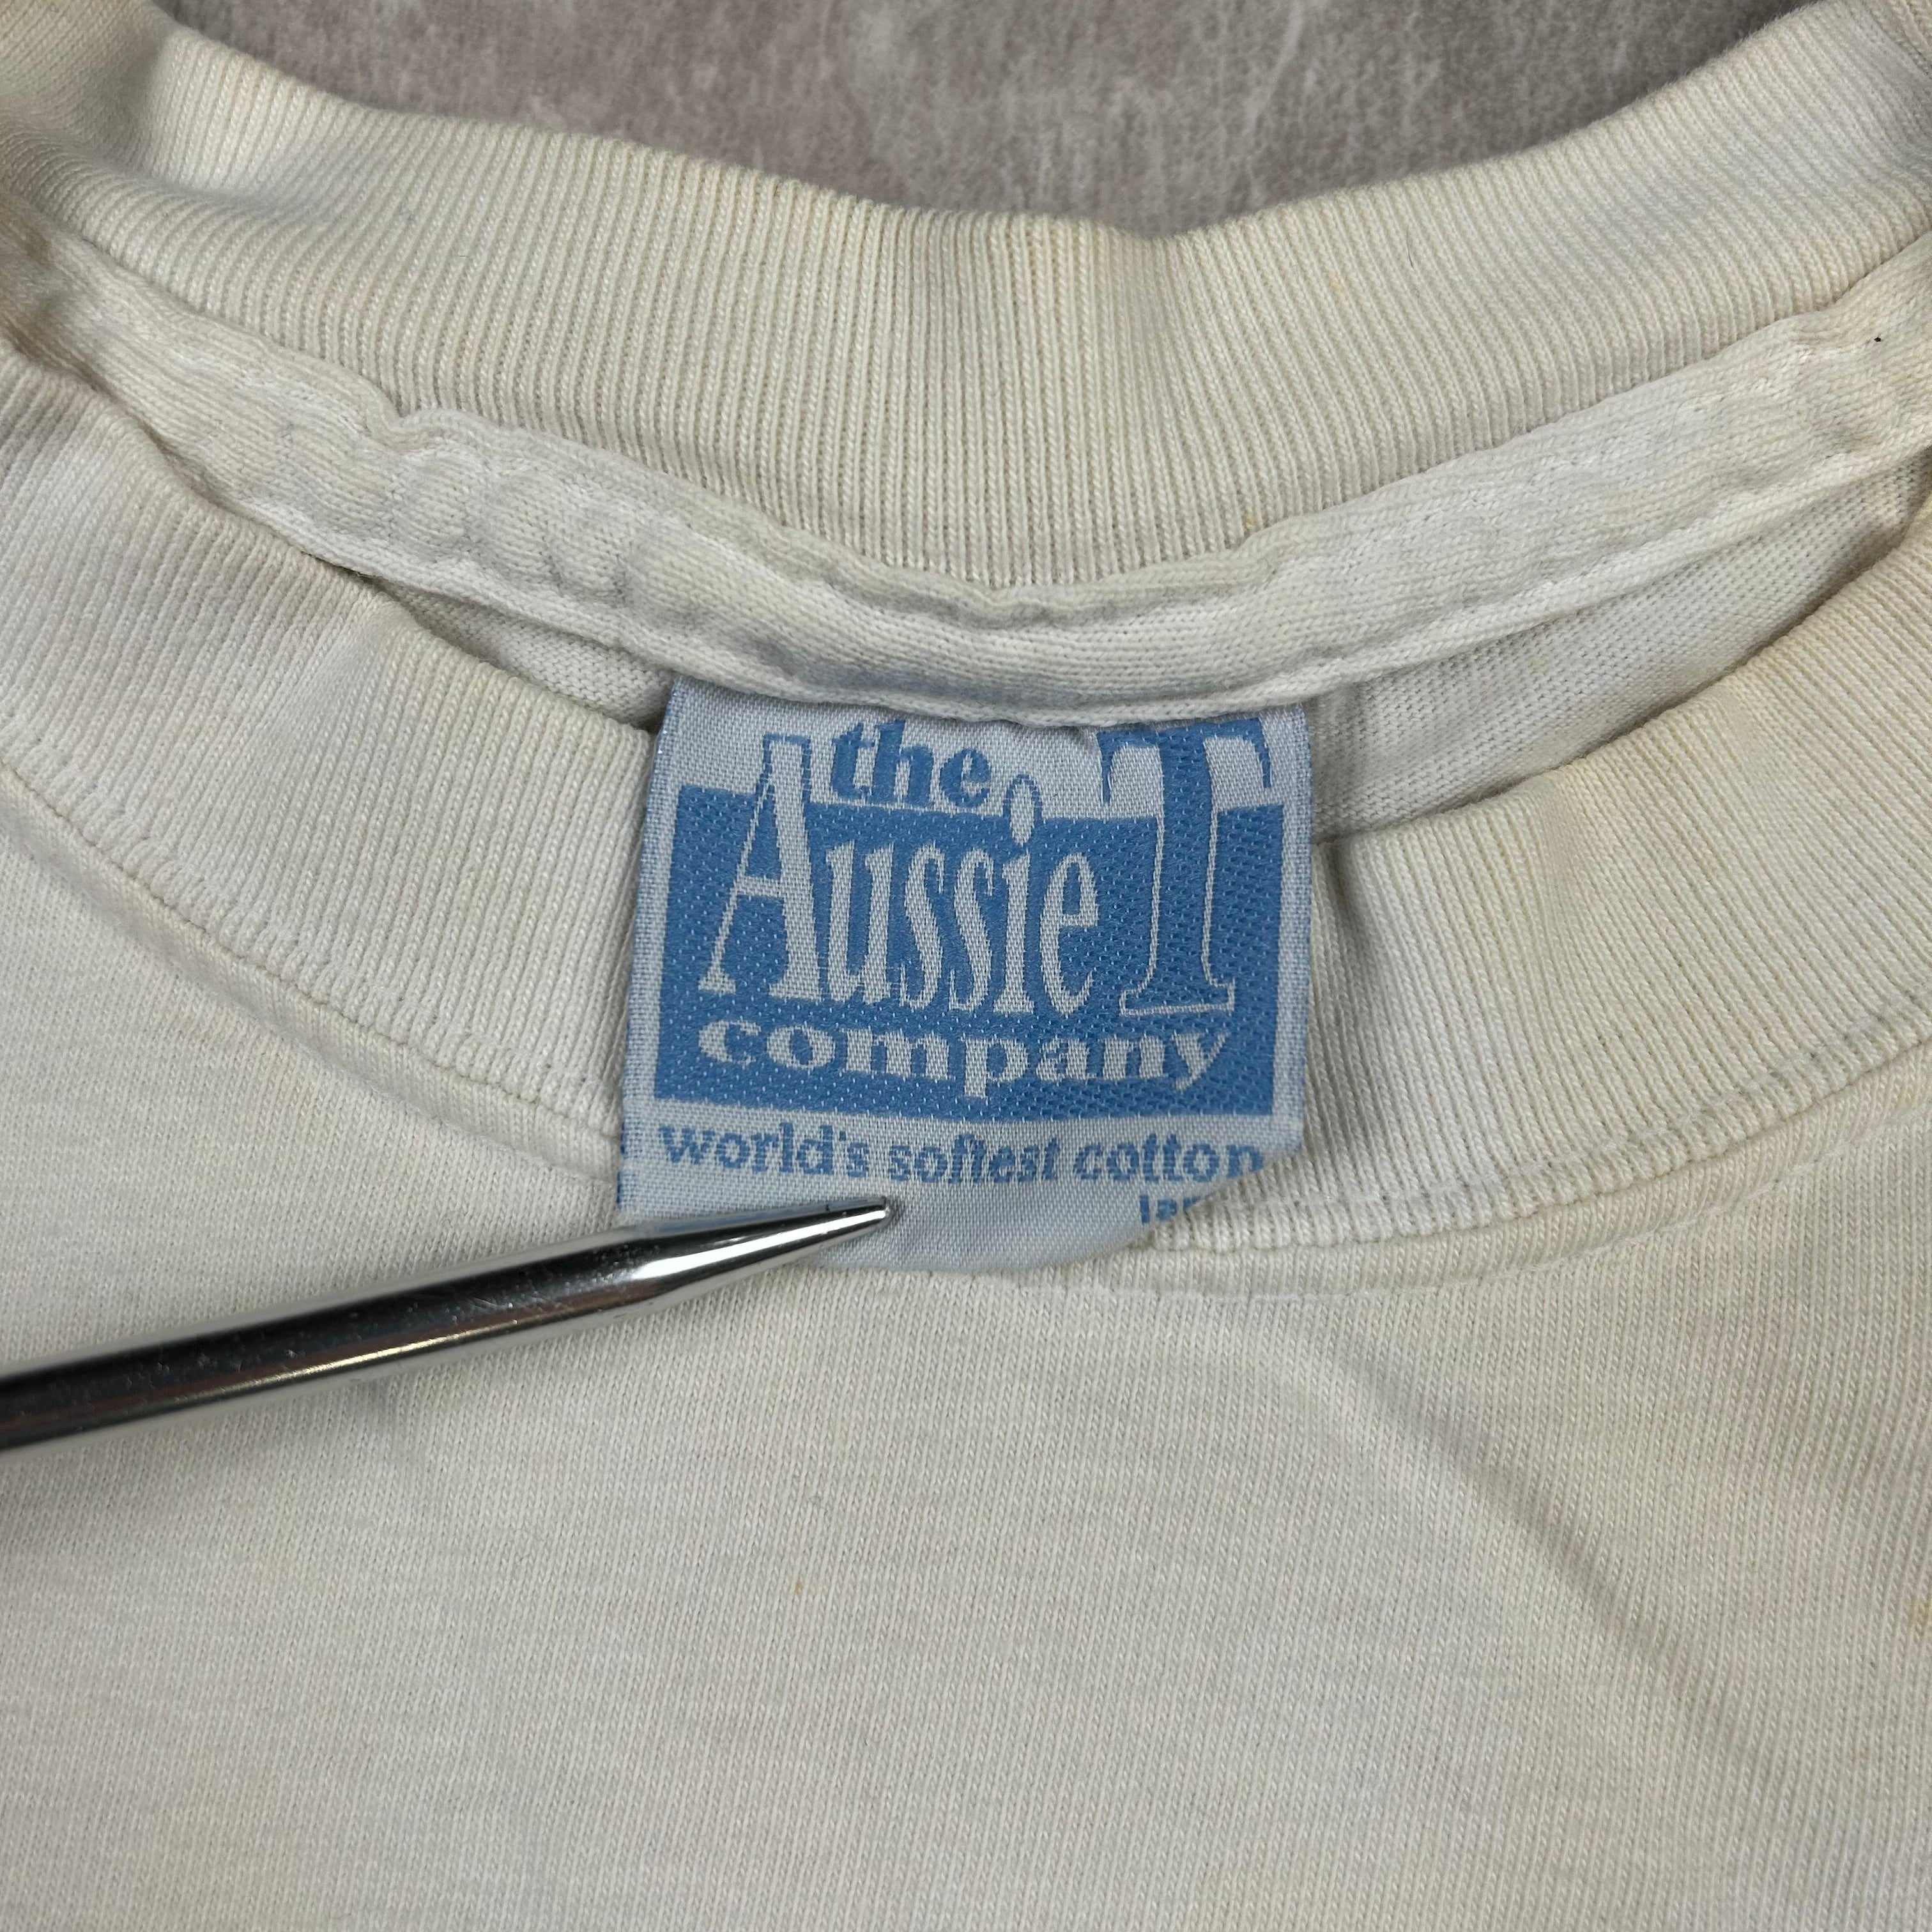 the
Aussie T
company
world's softest cotton